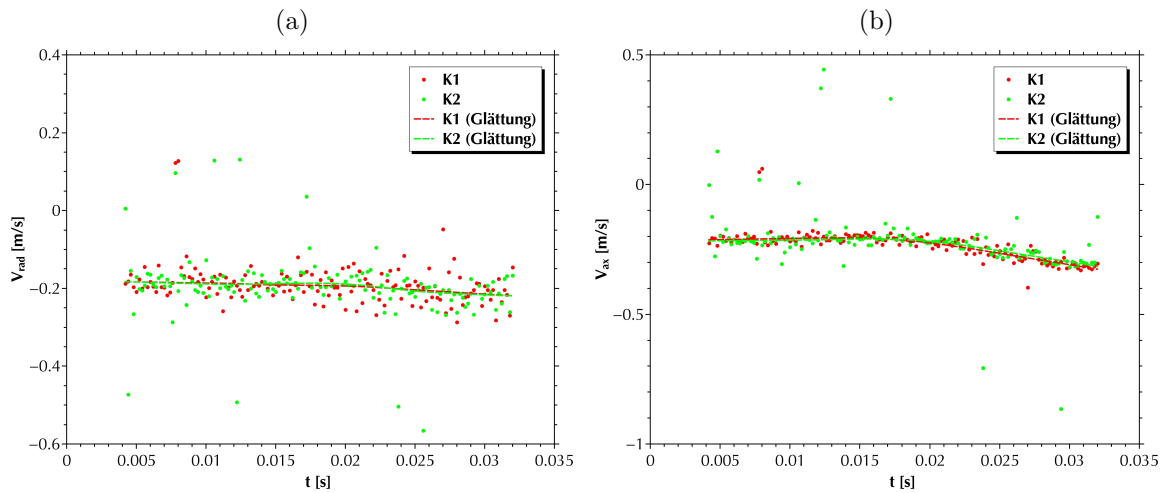 (a)
0.4
0.2
0
−0.2
−0.4
−0.6
V_rad [m/s]
0
0.005
0.01
0.015
0.02
0.025
0.03
0.035
t [s]
K1
K2
K1 (Glättung)
K2 (Glättung)
(b)
0.5
0
−0.5
−1
V_ax [m/s]
0
0.005
0.01
0.015
0.02
0.025
0.03
0.035
t [s]
K1
K2
K1 (Glättung)
K2 (Glättung)